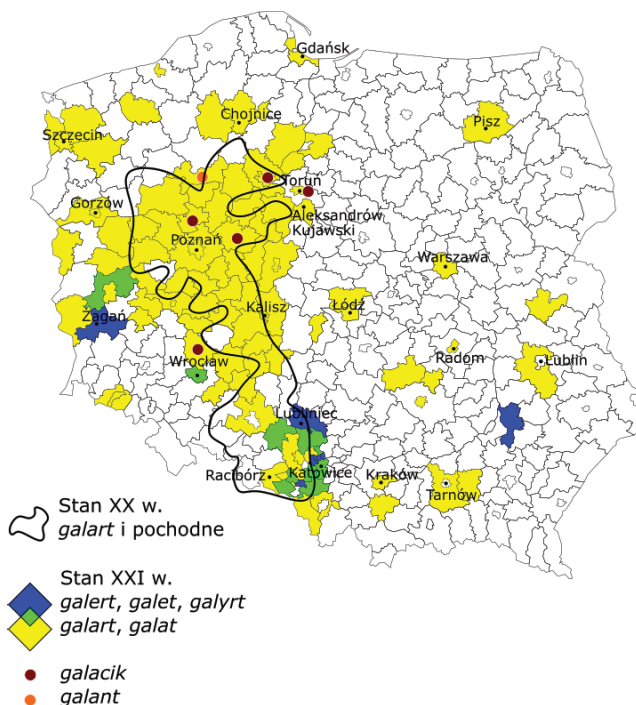 Gdańsk
Chojnice
Pisz
Szczecin
Toruń
Gorzów
Aleksandrów
Kujawski
Poznań
Warszawa
Kalisz
Łódź
Żagań
Radom
Lublin
Wrocław
Lubliniec
Racibórz
Katowice
Kraków
Tarnów
Stan XX w.
galart i pochodne
Stan XXI w.
galert, galet, galyrt
galart, galat
galacik
galant